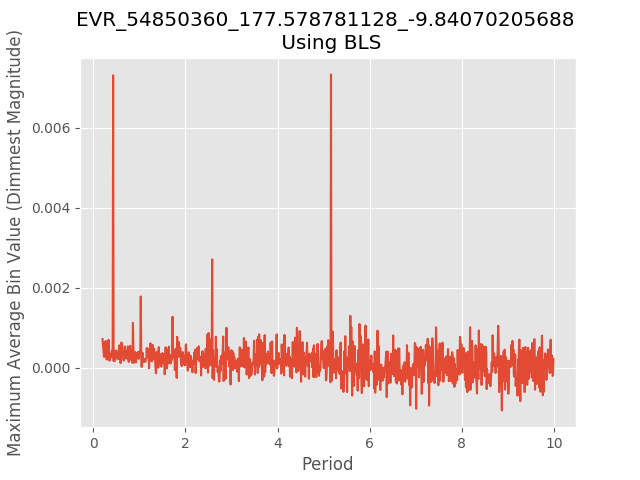 EVR_54850360_177.578781128_-9.84070205688
Using BLS
Maximum Average Bin Value (Dimmest Magnitude)
0.006
0.004
0.002
0.000
0
2
4
6
8
10
Period